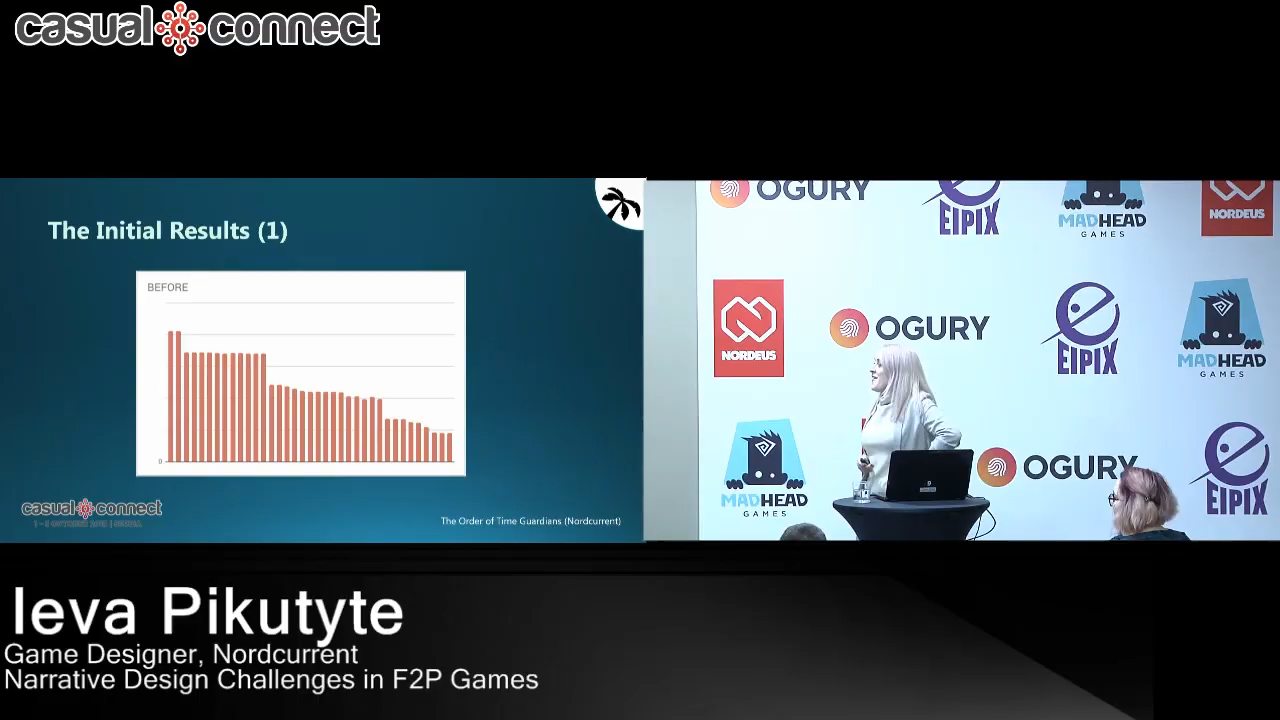 casual connect
The Initial Results (1)
BEFORE
0
casual connect
The Order of Time Guardians (Nordcurrent)
OGURY
EIPIX
MADHEAD
GAMES
NORDEUS
NORDEUS
OGURY
EIPIX
MADHEAD
GAMES
MADHEAD
GAMES
OGURY
EIPIX
Ieva Pikutyte
Game Designer, Nordcurrent
Narrative Design Challenges in F2P Games